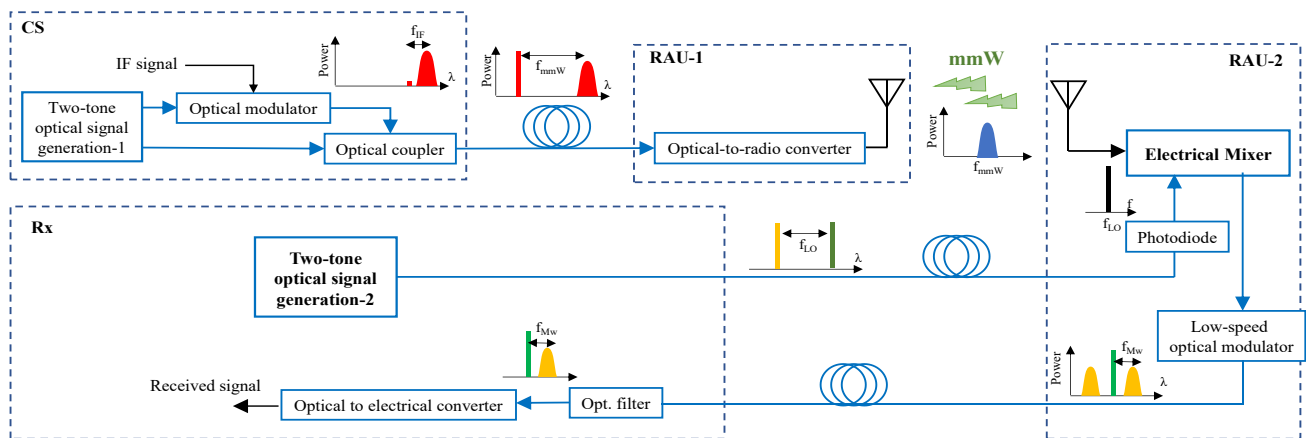 CS
IF signal
Two-tone
optical signal
generation-1
Optical modulator
Optical coupler
Power
f_IF
λ
Power
f_mmW
λ
RAU-1
Optical-to-radio converter
mmW
Power
f_mmW
RAU-2
Electrical Mixer
f
f_LO
Photodiode
Low-speed
optical modulator
Power
f_Mw
λ
Rx
Two-tone
optical signal
generation-2
f_LO
λ
Power
f_Mw
λ
Received signal
Optical to electrical converter
Opt. filter